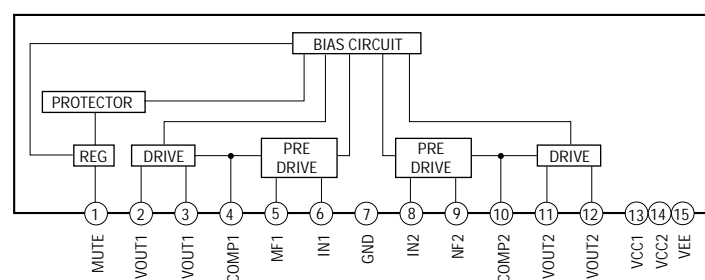 BIAS CIRCUIT
PROTECTOR
REG
DRIVE
PRE
DRIVE
PRE
DRIVE
DRIVE
1 2 3 4 5 6 7 8 9 10 11 12 13 14 15
MUTE
VOUT1
VOUT1
COMP1
MF1
IN1
GND
IN2
NF2
COMP2
VOUT2
VOUT2
VCC1
VCC2
VEE